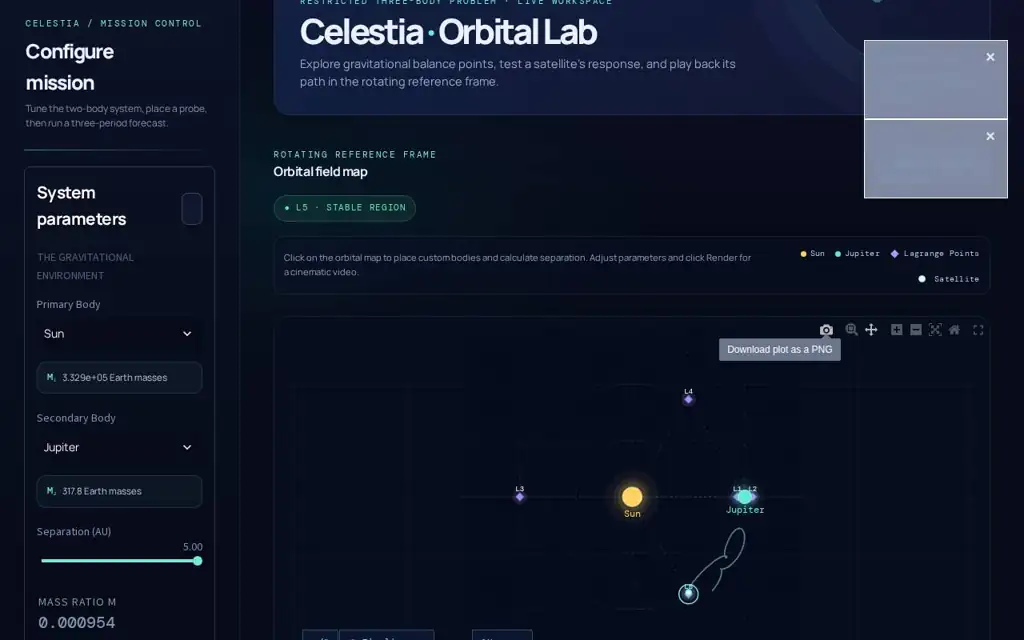 CELESTIA / MISSION CONTROL
Configure
mission
Tune the two-body system, place a probe,
then run a three-period forecast.
System
parameters
THE GRAVITATIONAL
ENVIRONMENT
Primary Body
Sun
3.329e+05 Earth masses
Secondary Body
Jupiter
317.8 Earth masses
Separation (AU)
5.00
MASS RATIO M
0.000954
RESTRICTED THREE-BODY PROBLEM · LIVE WORKSPACE
Celestia·Orbital Lab
Explore gravitational balance points, test a satellite's response, and play back its
path in the rotating reference frame.
ROTATING REFERENCE FRAME
Orbital field map
L5 · STABLE REGION
Click on the orbital map to place custom bodies and calculate separation. Adjust parameters and click Render for
a cinematic video.
Sun Jupiter Lagrange Points
Satellite
Download plot as a PNG
L4
L3
L1 L2
Sun
Jupiter